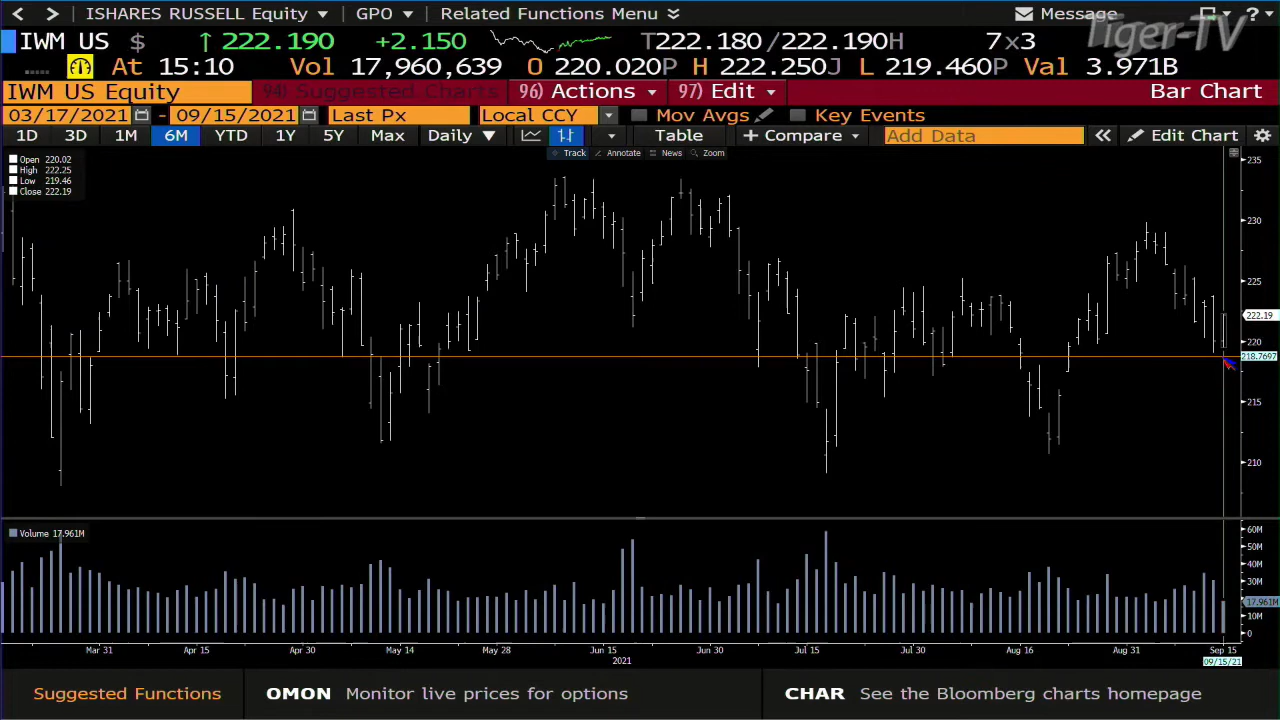 < > ISHARES RUSSELL Equity ▾ GPO ▾ Related Functions Menu Message ? ▾
Tiger-TV
IWM US $ ↑ 222.190 +2.150 T222.180/222.190H 7x3
At 15:10 Vol 17,960,639 O 220.020P H 222.250J L 219.460P Val 3.971B
IWM US Equity 94) Suggested Charts 96) Actions ▾ 97) Edit ▾ Bar Chart
03/17/2021 - 09/15/2021 Last Px Local CCY ▾ Mov Avgs Key Events
1D 3D 1M 6M YTD 1Y 5Y Max Daily ▼ Table + Compare ▾ Add Data « Edit Chart
Track Annotate News Zoom
Open 220.02
High 222.25
Low 219.46
Close 222.19
235
230
225
222.19
220
218.7697
215
210
Volume 17.961M
60M
50M
40M
30M
17.961M
10M
0
Mar 31 Apr 15 Apr 30 May 14 May 28 Jun 15 Jun 30 Jul 15 Jul 30 Aug 16 Aug 31 Sep 15
2021 09/15/21
Suggested Functions OMON Monitor live prices for options CHAR See the Bloomberg charts homepage